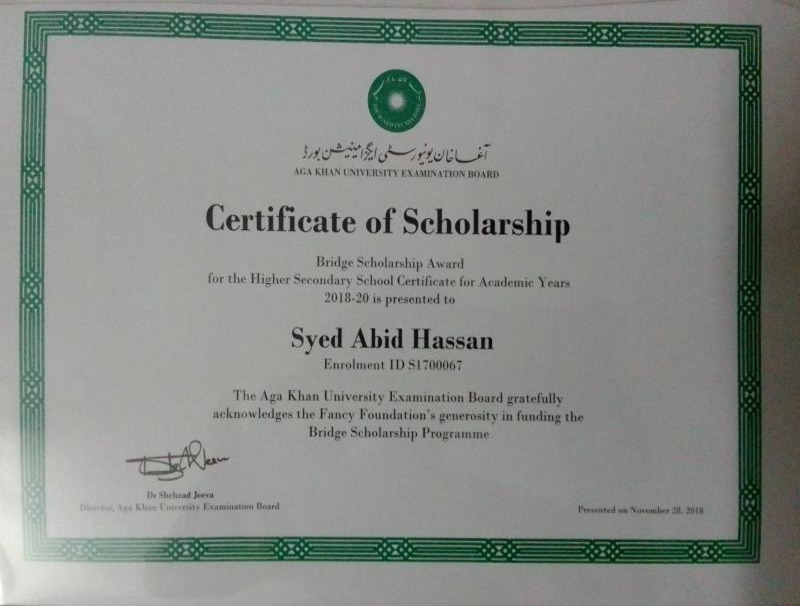 آغا خان یونیورسٹی ایگزامینیشن بورڈ
AGA KHAN UNIVERSITY EXAMINATION BOARD
Certificate of Scholarship
Bridge Scholarship Award
for the Higher Secondary School Certificate for Academic Years
2018-20 is presented to
Syed Abid Hassan
Enrolment ID S1700067
The Aga Khan University Examination Board gratefully
acknowledges the Fancy Foundation's generosity in funding the
Bridge Scholarship Programme
Dr Shehzad Jeeva
Director, Aga Khan University Examination Board
Presented on November 28, 2018